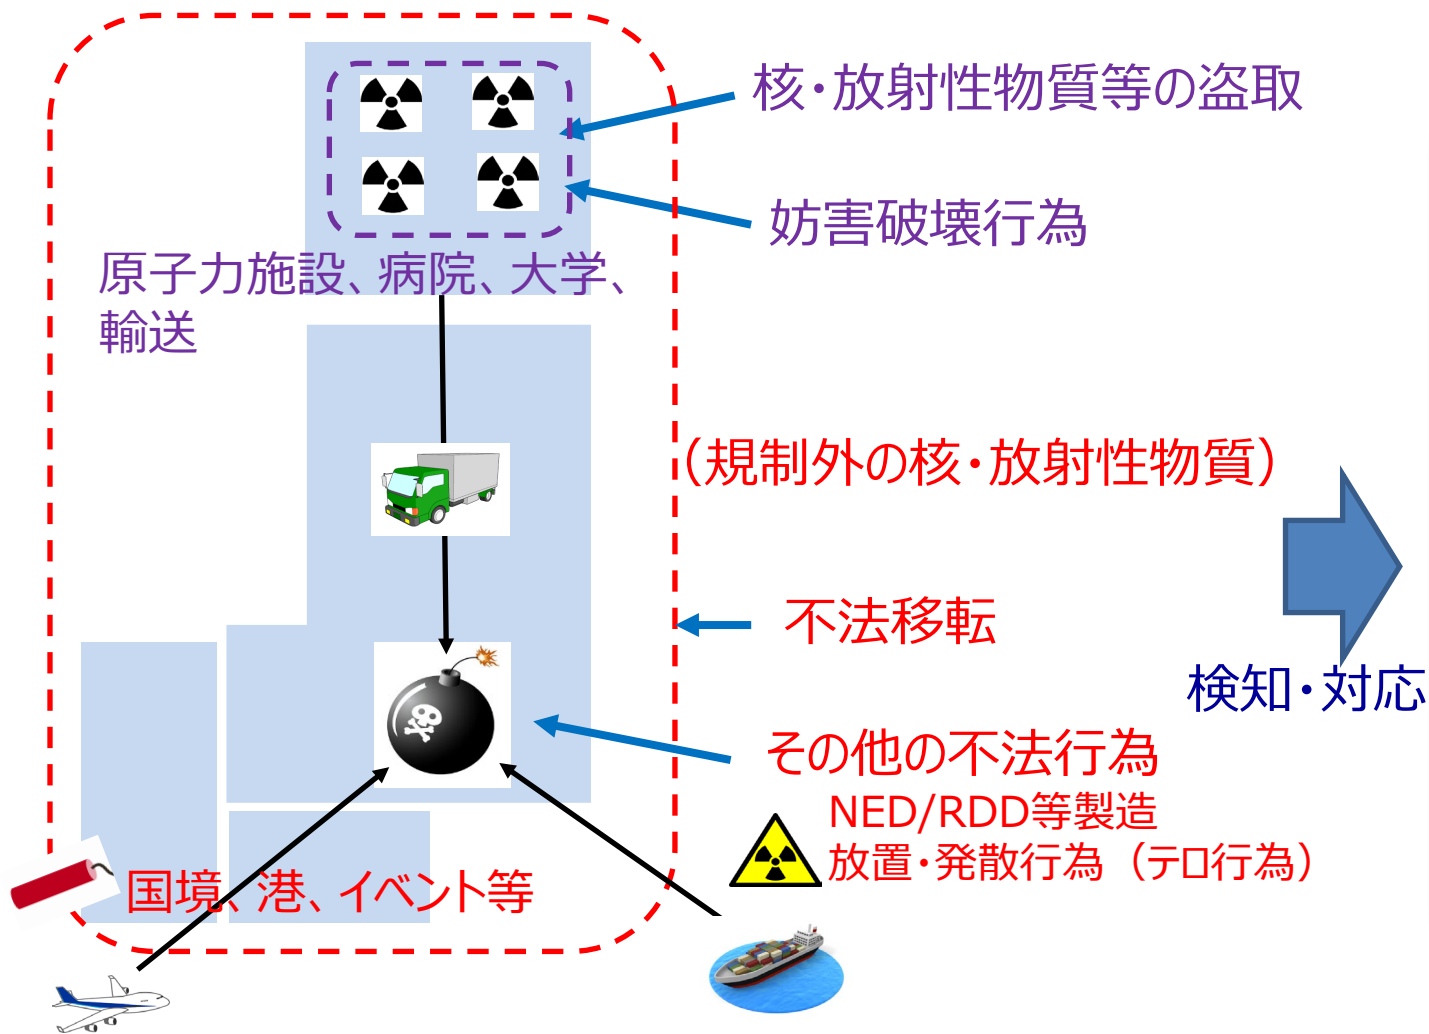 核・放射性物質等の盗取
妨害破壊行為
原子力施設、病院、大学、
輸送
（規制外の核・放射性物質）
不法移転
検知・対応
その他の不法行為
NED/RDD等製造
放置・発散行為（テロ行為）
国境、港、イベント等